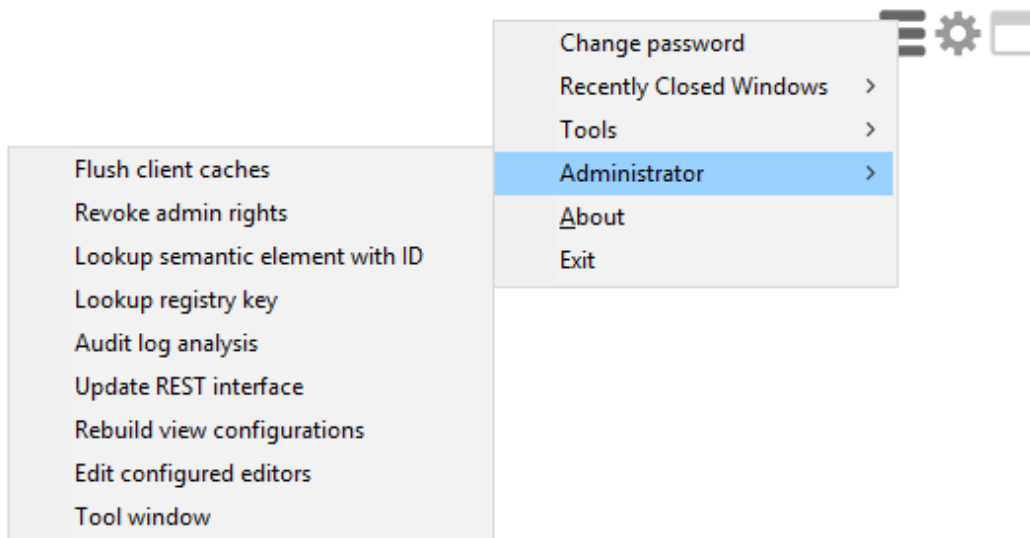 Change password
Recently Closed Windows
Tools
Administrator
About
Exit
Flush client caches
Revoke admin rights
Lookup semantic element with ID
Lookup registry key
Audit log analysis
Update REST interface
Rebuild view configurations
Edit configured editors
Tool window